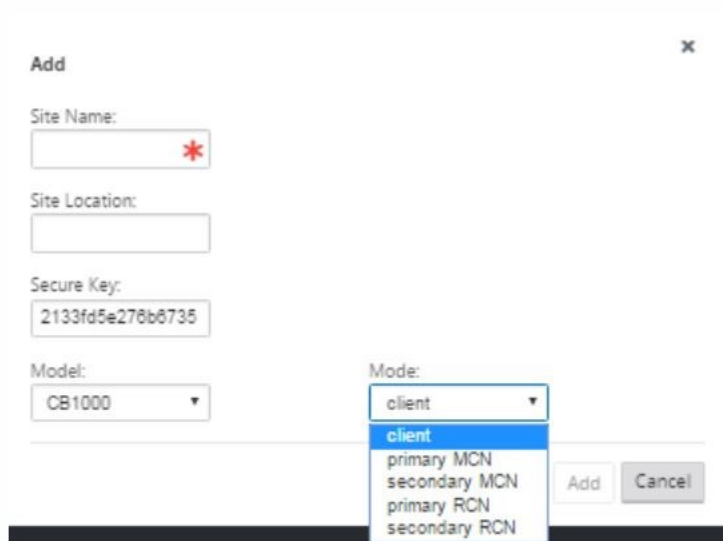 Add
Site Name:
Site Location:
Secure Key:
2133fd5e276b6735
Model:
Mode:
CB1000
client
client
primary MCN
secondary MCN
primary RCN
secondary RCN
Add
Cancel